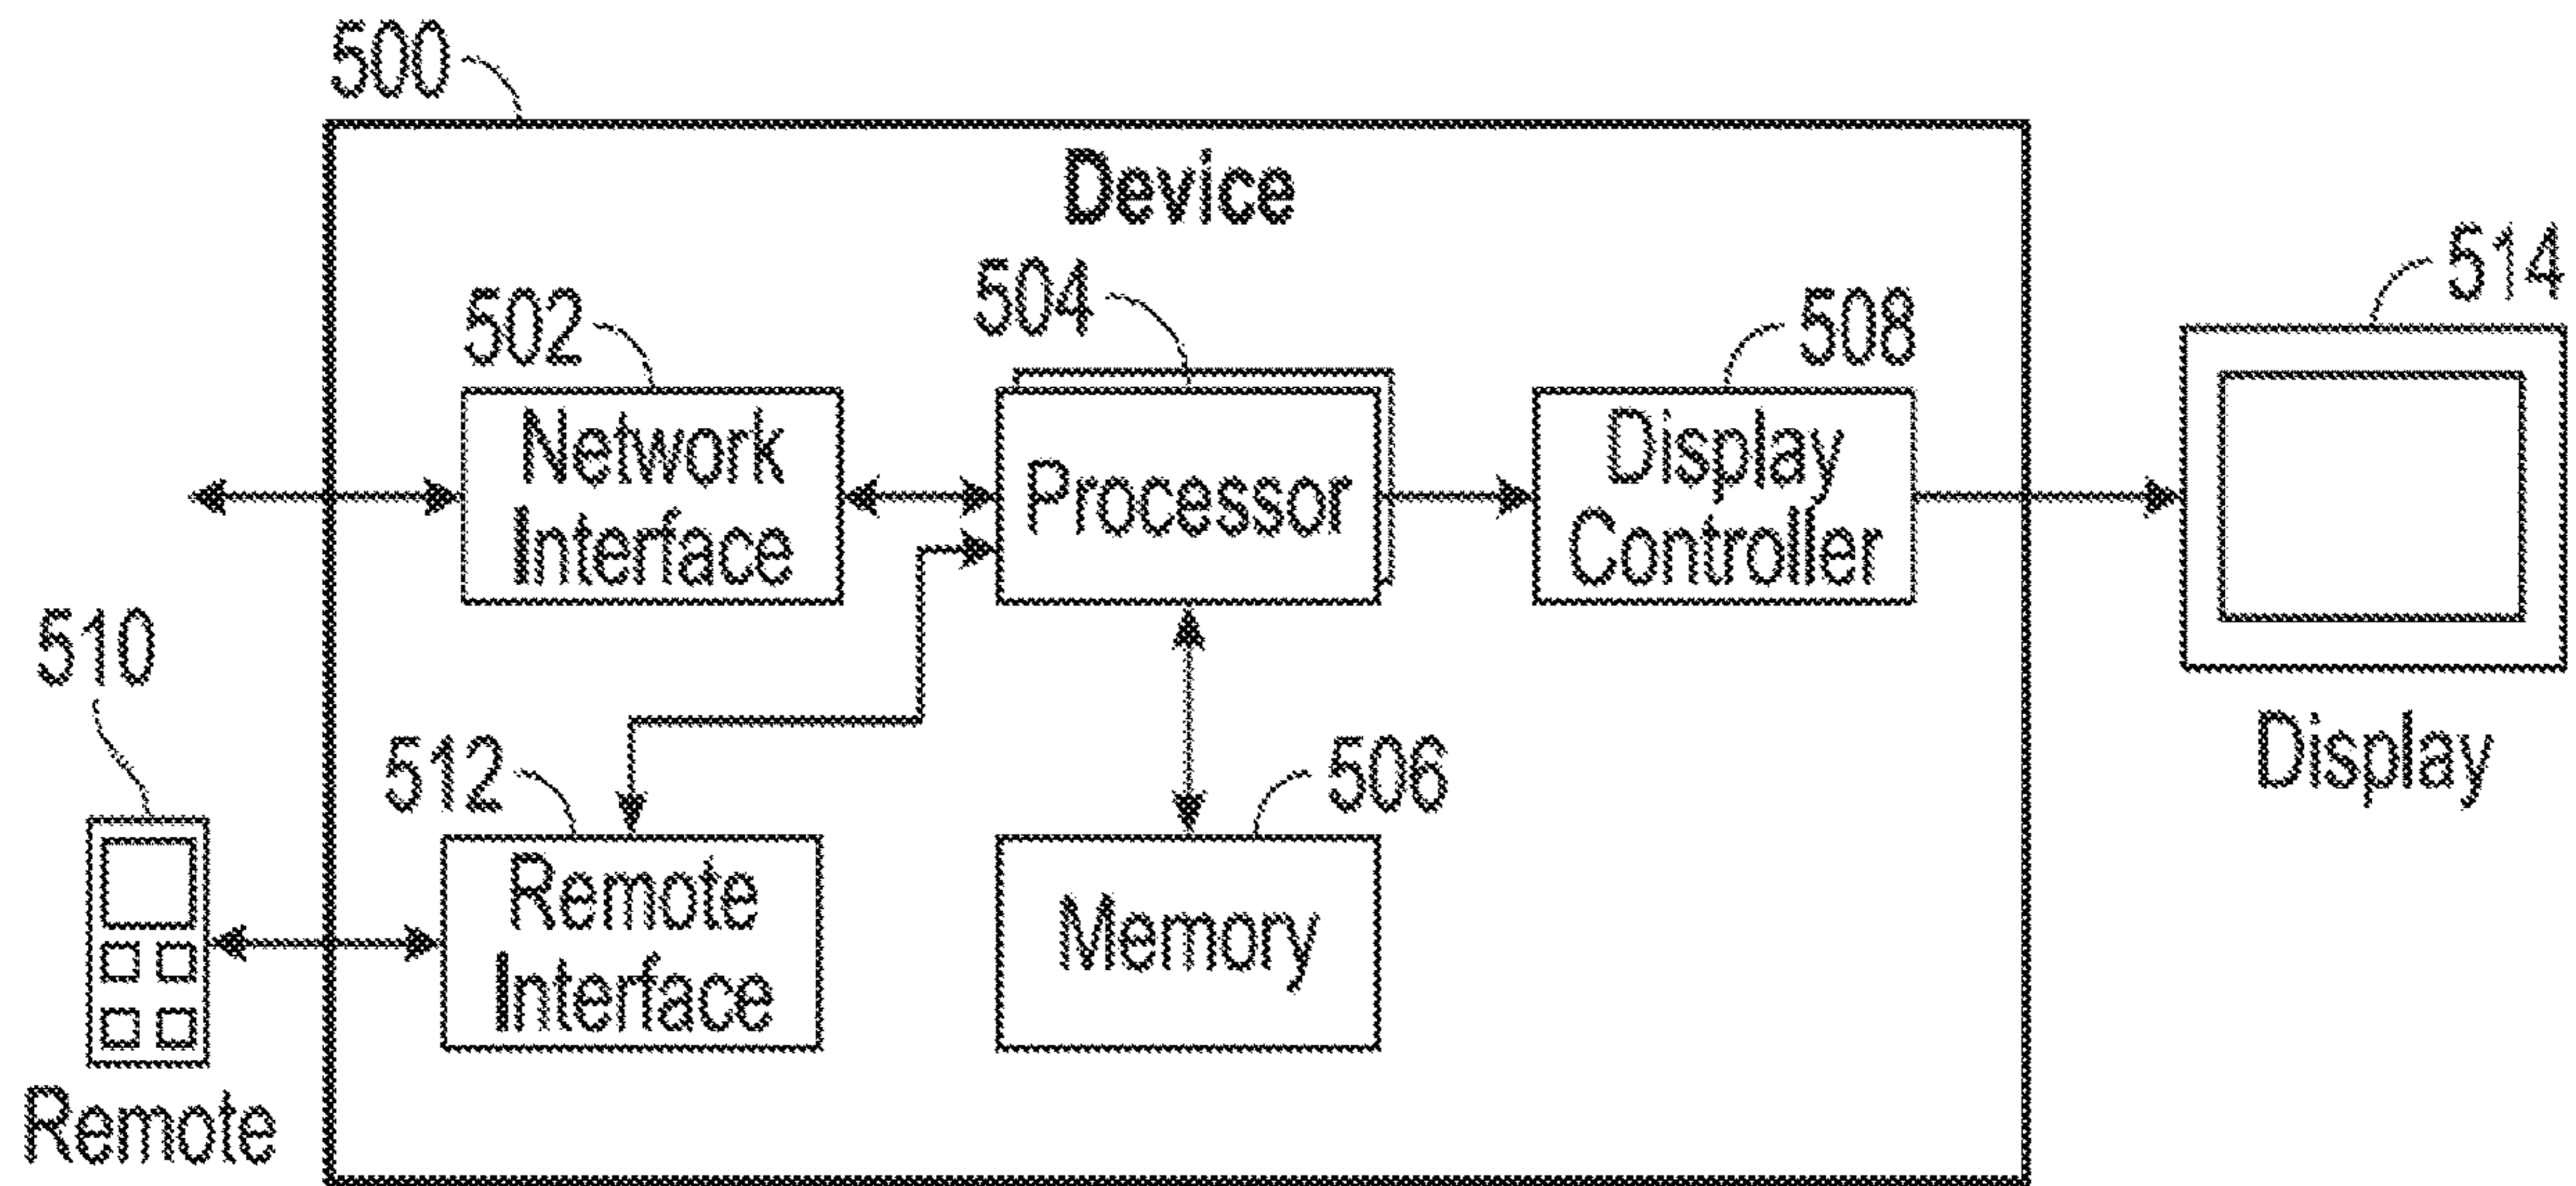 500
Device
514
504
502
508
Network
Interface
Processor
Display
Controller
510
Display
512
506
Remote
Interface
Memory
Remote